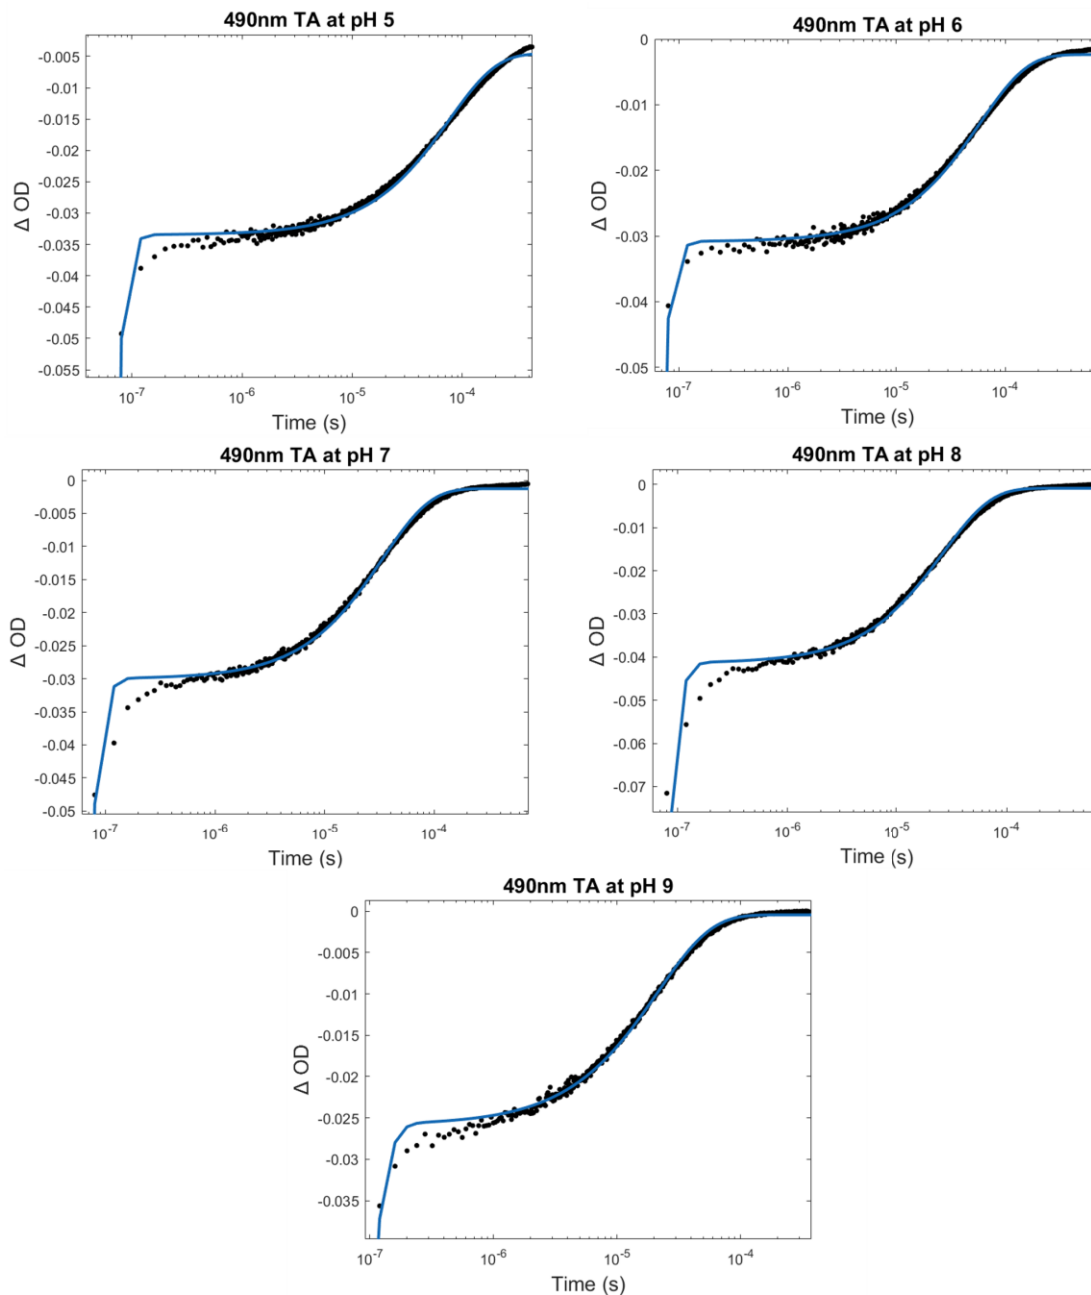 490nm TA at pH 5
-0.005
-0.01
-0.015
-0.02
-0.025
-0.03
-0.035
-0.04
-0.045
-0.05
-0.055
Δ OD
10-7 10-6 10-5 10-4
Time (s)
490nm TA at pH 6
0
-0.01
-0.02
-0.03
-0.04
-0.05
Δ OD
10-7 10-6 10-5 10-4
Time (s)
490nm TA at pH 7
0
-0.005
-0.01
-0.015
-0.02
-0.025
-0.03
-0.035
-0.04
-0.045
-0.05
Δ OD
10-7 10-6 10-5 10-4
Time (s)
490nm TA at pH 8
0
-0.01
-0.02
-0.03
-0.04
-0.05
-0.06
-0.07
Δ OD
10-7 10-6 10-5 10-4
Time (s)
490nm TA at pH 9
0
-0.005
-0.01
-0.015
-0.02
-0.025
-0.03
-0.035
Δ OD
10-7 10-6 10-5 10-4
Time (s)